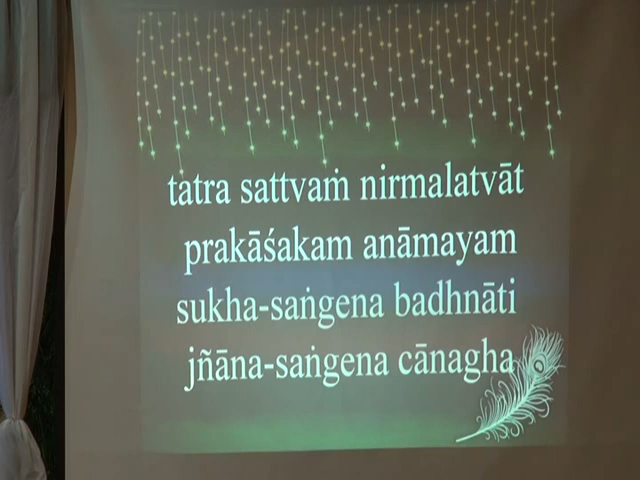 tatra sattvaṁ nirmalatvāt
prakāśakam anāmayam
sukha-saṅgena badhnāti
jñāna-saṅgena cānagha